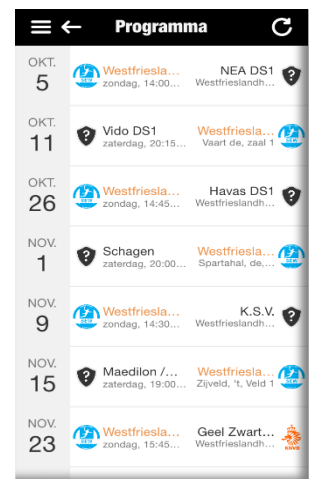 Programma
OKT.
5
Westfriesla...
zondag, 14:00...
NEA DS1
Westfrieslandh...
OKT.
11
Vido DS1
zaterdag, 20:15...
Westfriesla...
Vaart de, zaal 1
OKT.
26
Westfriesla...
zondag, 14:45...
Havas DS1
Westfrieslandh...
NOV.
1
Schagen
zaterdag, 20:00...
Westfriesla...
Spartahal, de,...
NOV.
9
Westfriesla...
zondag, 14:30...
K.S.V.
Westfrieslandh...
NOV.
15
Maedilon /...
zaterdag, 19:00...
Westfriesla...
Zijveld, 't, Veld 1
NOV.
23
Westfriesla...
zondag, 15:45...
Geel Zwart...
Westfrieslandh...